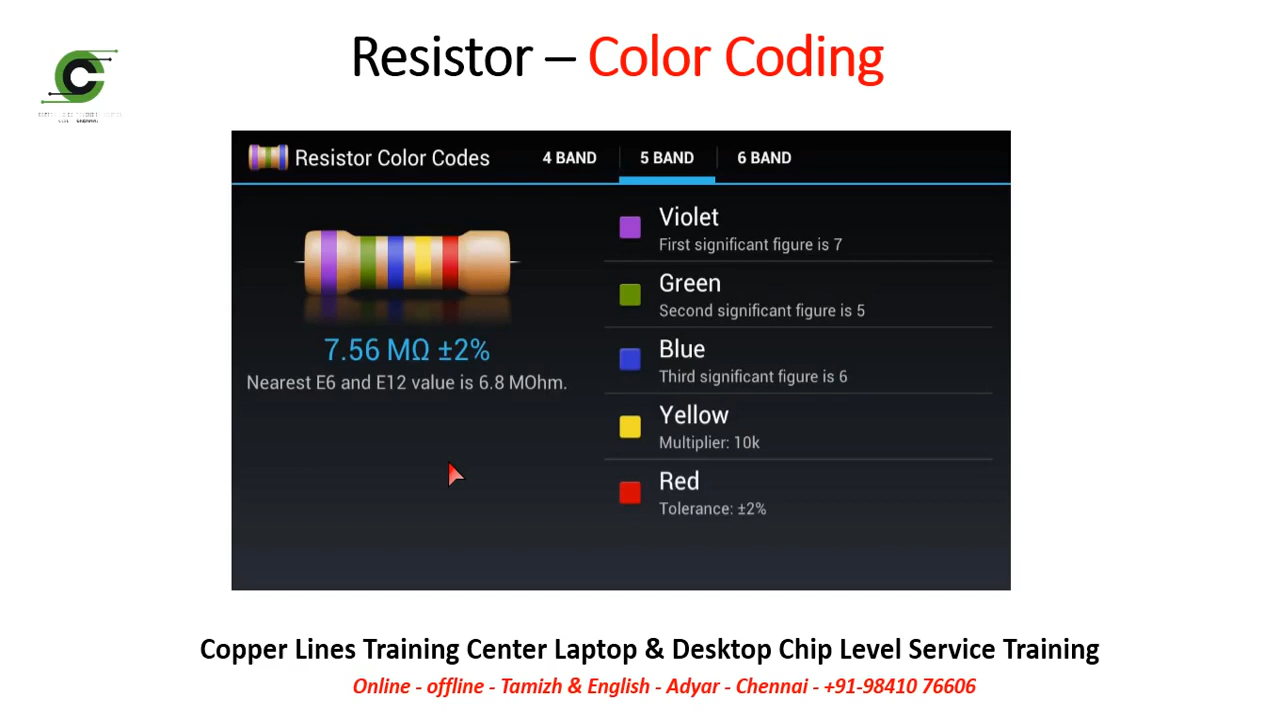 Resistor – Color Coding
Resistor Color Codes
4 BAND
5 BAND
6 BAND
7.56 MΩ ±2%
Nearest E6 and E12 value is 6.8 MOhm.
Violet
First significant figure is 7
Green
Second significant figure is 5
Blue
Third significant figure is 6
Yellow
Multiplier: 10k
Red
Tolerance: ±2%
Copper Lines Training Center Laptop & Desktop Chip Level Service Training
Online - offline - Tamizh & English - Adyar - Chennai - +91-98410 76606